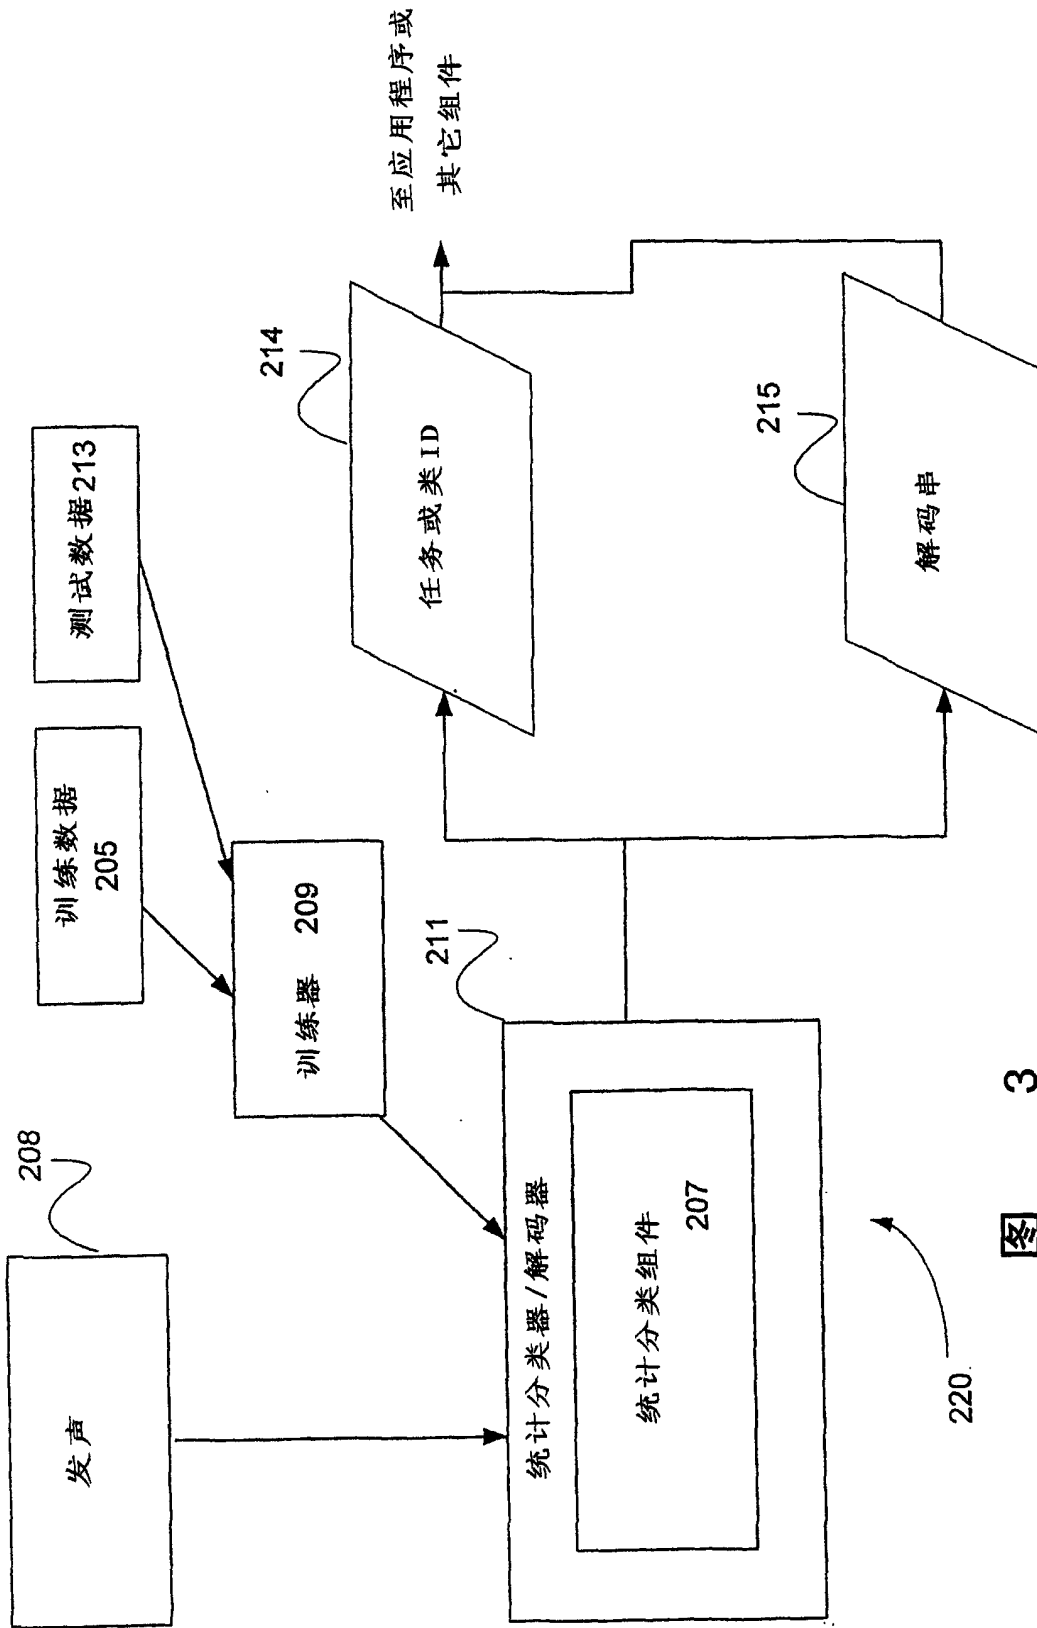 发声
208
训练数据
205
测试数据213
训练器 209
统计分类器/解码器
211
统计分类组件
207
任务或类ID
214
至应用程序或
其它组件
解码串
215
220
图 3